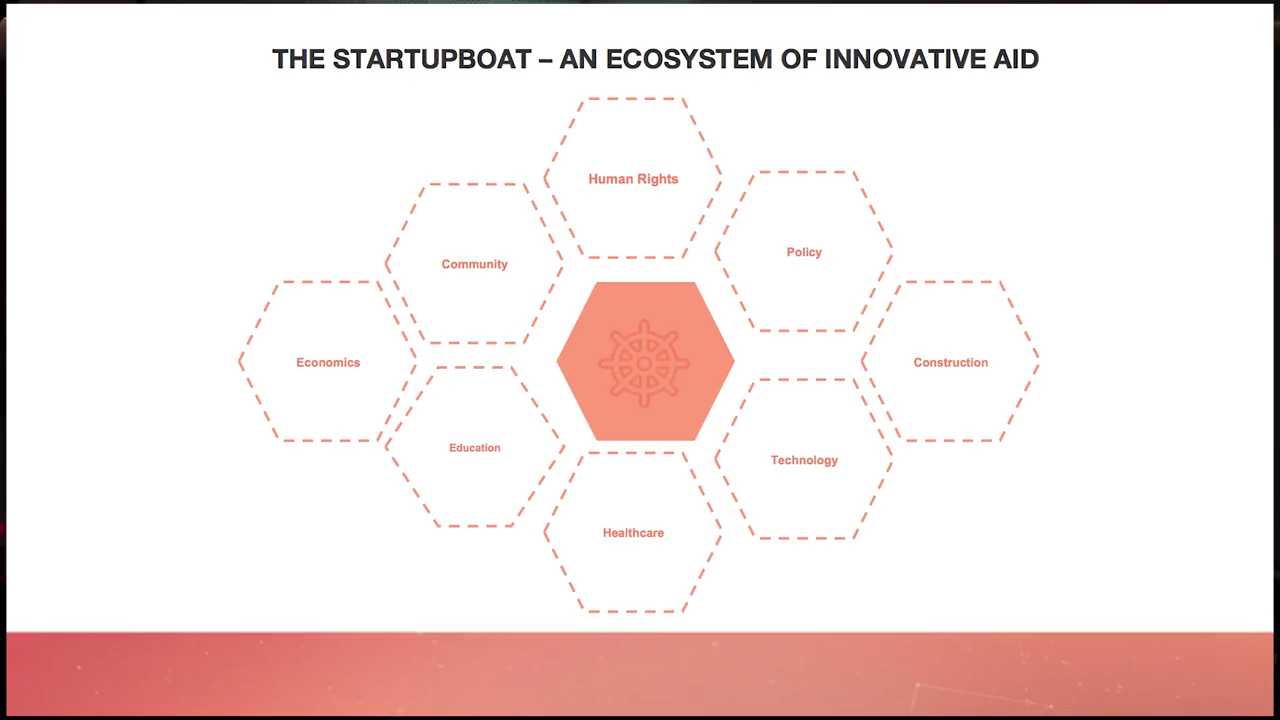 THE STARTUPBOAT – AN ECOSYSTEM OF INNOVATIVE AID
Human Rights
Policy
Community
Economics
Construction
Education
Technology
Healthcare